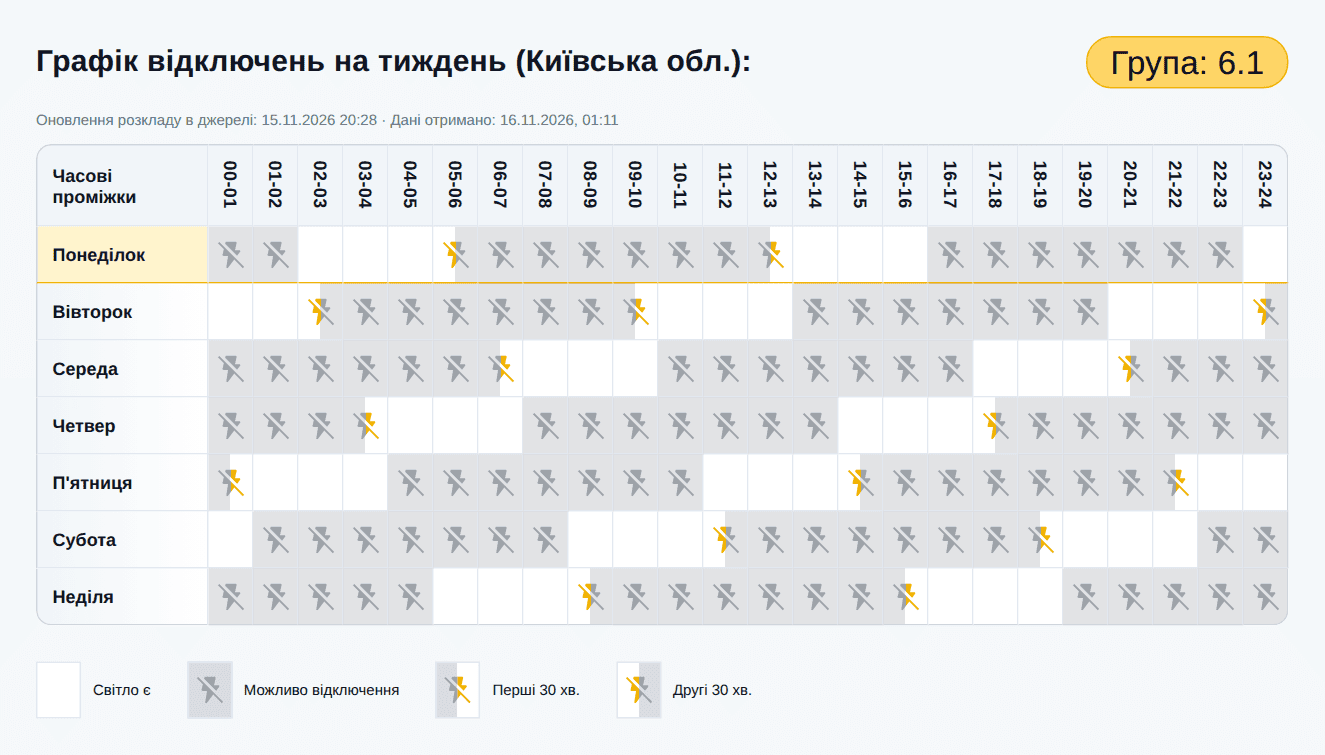 Графік відключень на тиждень (Київська обл.):
Група: 6.1
Оновлення розкладу в джерелі: 15.11.2026 20:28 · Дані отримано: 16.11.2026, 01:11
Часові
проміжки
00-01 01-02 02-03 03-04 04-05 05-06 06-07 07-08 08-09 09-10 10-11 11-12 12-13 13-14 14-15 15-16 16-17 17-18 18-19 19-20 20-21 21-22 22-23 23-24
Понеділок
Вівторок
Середа
Четвер
П'ятниця
Субота
Неділя
Світло є
Можливо відключення
Перші 30 хв.
Другі 30 хв.